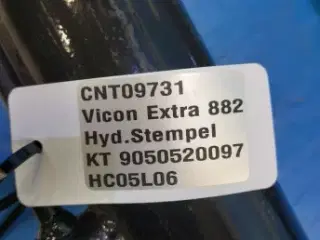 CNT09731
Vicon Extra 882
Hyd.Stempel
KT 9050520097
HC05L06